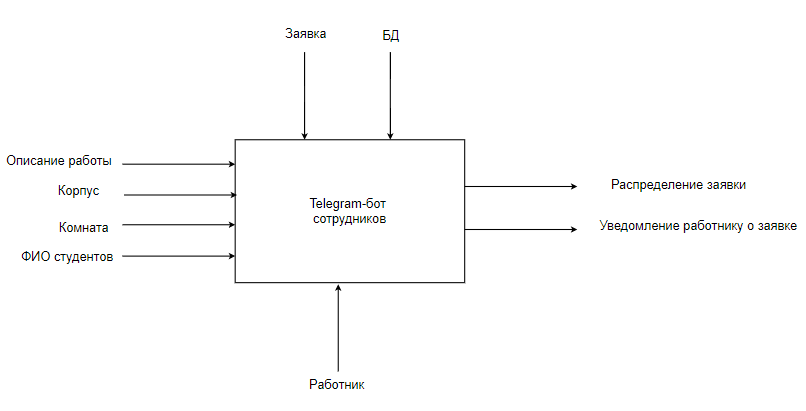 Заявка
БД
Описание работы
Корпус
Комната
ФИО студентов
Telegram-бот
сотрудников
Распределение заявки
Уведомление работнику о заявке
Работник